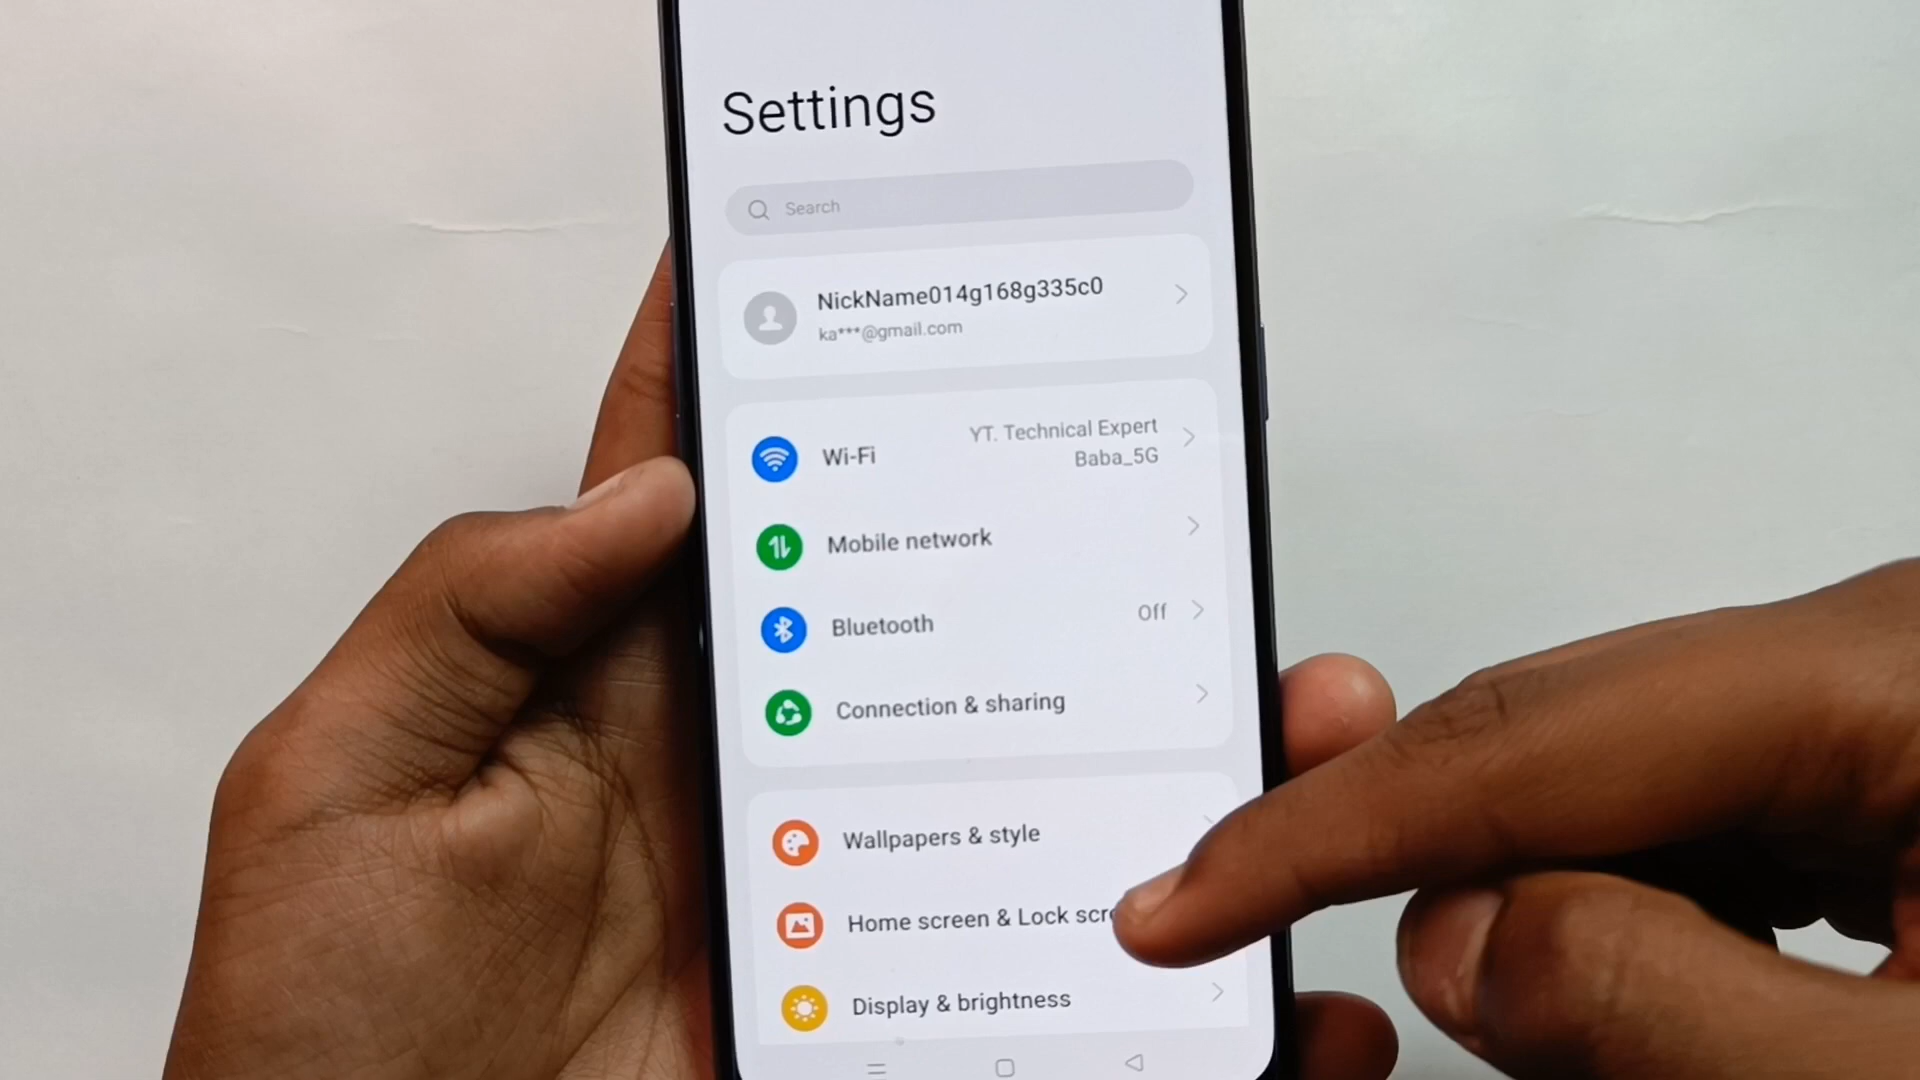 Settings
Search
NickName014g168g335c0
ka***@gmail.com
Wi-Fi
YT. Technical Expert
Baba_5G
Mobile network
Bluetooth
Off
Connection & sharing
Wallpapers & style
Home screen & Lock
Display & brightness